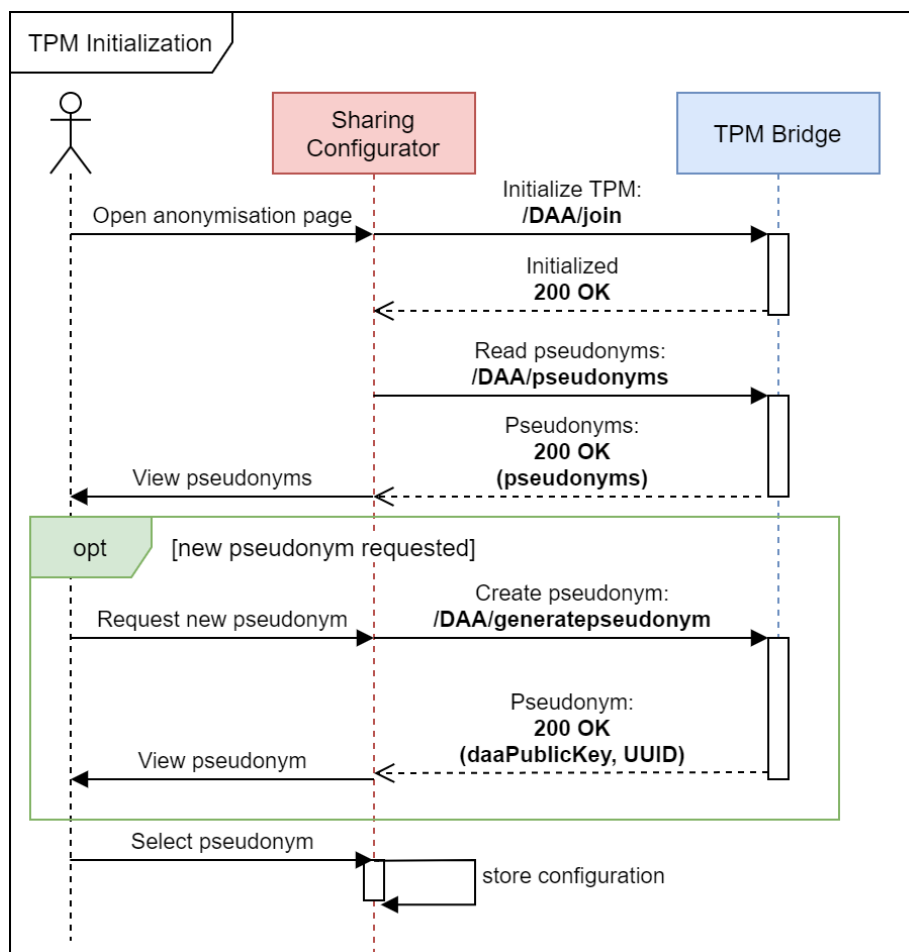 TPM Initialization
Sharing
Configurator
TPM Bridge
Open anonymisation page
Initialize TPM:
/DAA/join
Initialized
200 OK
Read pseudonyms:
/DAA/pseudonyms
Pseudonyms:
200 OK
(pseudonyms)
View pseudonyms
opt
[new pseudonym requested]
Create pseudonym:
/DAA/generatepseudonym
Request new pseudonym
Pseudonym:
200 OK
(daaPublicKey, UUID)
View pseudonym
Select pseudonym
store configuration